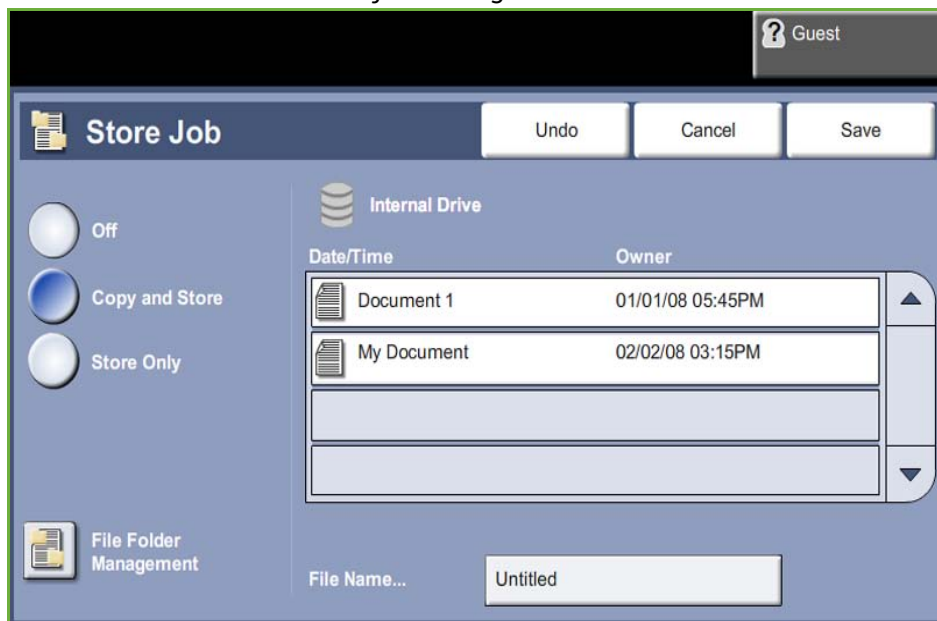 Guest
Store Job
Undo
Cancel
Save
Internal Drive
Off
Date/Time Owner
Copy and Store
Document 1 01/01/08 05:45PM
My Document 02/02/08 03:15PM
Store Only
File Folder
Management
File Name...
Untitled